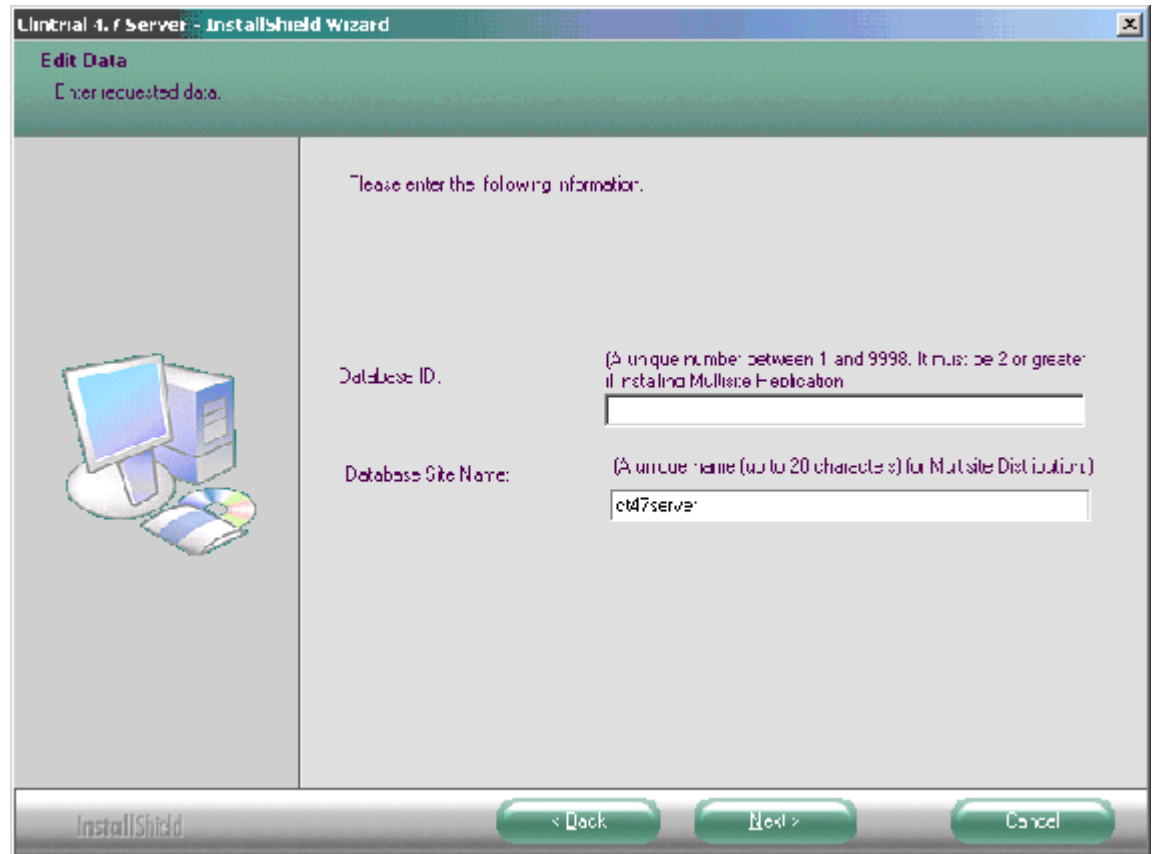 Clintrial 4.7 Server - InstallShield Wizard
Edit Data
Enter requested data.
Please enter the following information.
(A unique number between 1 and 9998. It must be 2 or greater
if installing Multisite Replication
Database ID:
(A unique name (up to 20 characters) for Multisite Distribution.)
Database Site Name:
ct47server
InstallShield
< Back
Next >
Cancel